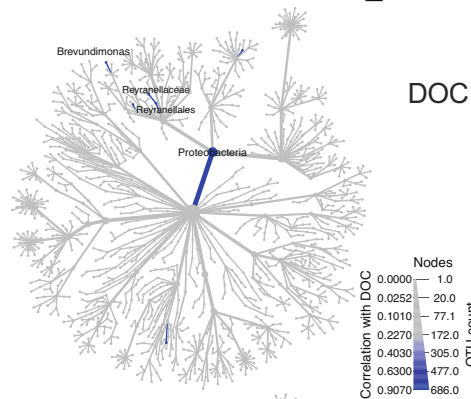 Brevundimonas
Reyranellaceae
Reyranellales
DOC
Proteobacteria
Nodes
0.0000 1.0
0.0252 20.0
0.1010 77.1
0.2270 172.0
0.4030 305.0
0.6300 477.0
0.9070 686.0
Correlation with DOC
OTU count